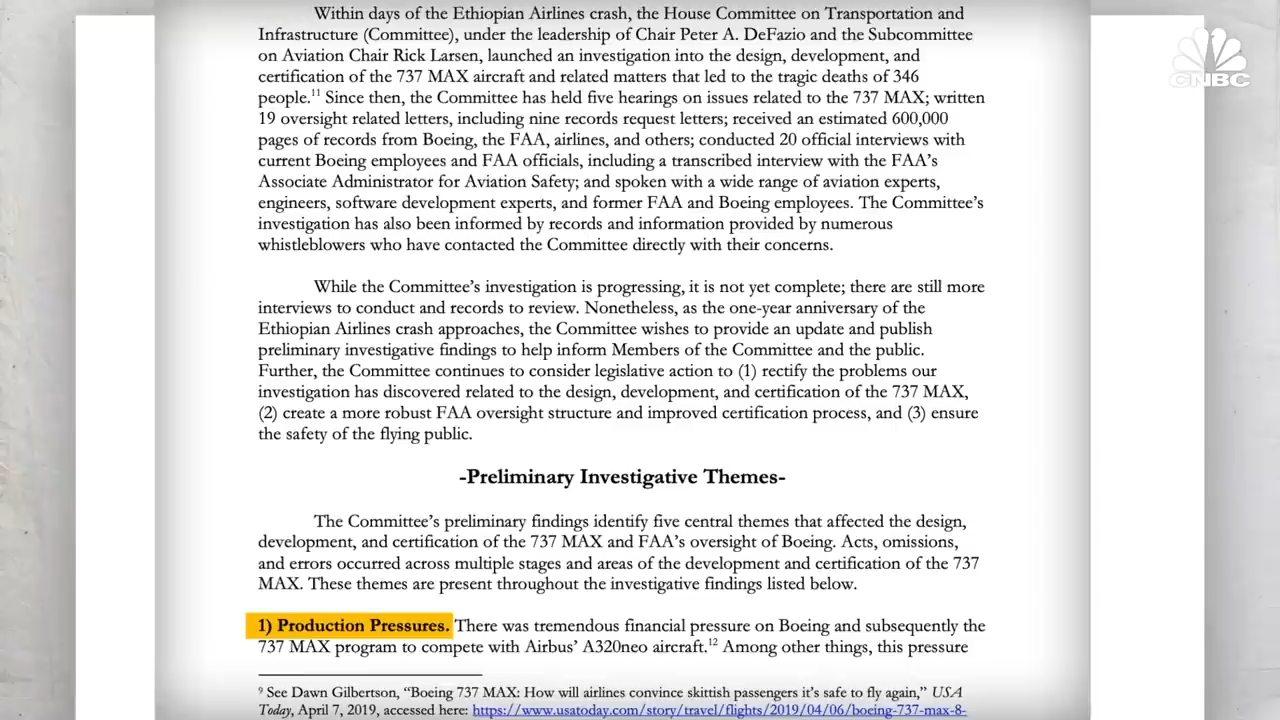 Within days of the Ethiopian Airlines crash, the House Committee on Transportation and
Infrastructure (Committee), under the leadership of Chair Peter A. DeFazio and the Subcommittee
on Aviation Chair Rick Larsen, launched an investigation into the design, development, and
certification of the 737 MAX aircraft and related matters that led to the tragic deaths of 346
people.¹¹ Since then, the Committee has held five hearings on issues related to the 737 MAX; written
19 oversight related letters, including nine records request letters; received an estimated 600,000
pages of records from Boeing, the FAA, airlines, and others; conducted 20 official interviews with
current Boeing employees and FAA officials, including a transcribed interview with the FAA's
Associate Administrator for Aviation Safety; and spoken with a wide range of aviation experts,
engineers, software development experts, and former FAA and Boeing employees. The Committee's
investigation has also been informed by records and information provided by numerous
whistleblowers who have contacted the Committee directly with their concerns.
While the Committee's investigation is progressing, it is not yet complete; there are still more
interviews to conduct and records to review. Nonetheless, as the one-year anniversary of the
Ethiopian Airlines crash approaches, the Committee wishes to provide an update and publish
preliminary investigative findings to help inform Members of the Committee and the public.
Further, the Committee continues to consider legislative action to (1) rectify the problems our
investigation has discovered related to the design, development, and certification of the 737 MAX,
(2) create a more robust FAA oversight structure and improved certification process, and (3) ensure
the safety of the flying public.
-Preliminary Investigative Themes-
The Committee's preliminary findings identify five central themes that affected the design,
development, and certification of the 737 MAX and FAA's oversight of Boeing. Acts, omissions,
and errors occurred across multiple stages and areas of the development and certification of the 737
MAX. These themes are present throughout the investigative findings listed below.
1) Production Pressures. There was tremendous financial pressure on Boeing and subsequently the
737 MAX program to compete with Airbus' A320neo aircraft.¹² Among other things, this pressure
⁹ See Dawn Gilbertson, "Boeing 737 MAX: How will airlines convince skittish passengers it's safe to fly again," USA
Today, April 7, 2019, accessed here: https://www.usatoday.com/story/travel/flights/2019/04/06/boeing-737-max-8-
CNBC